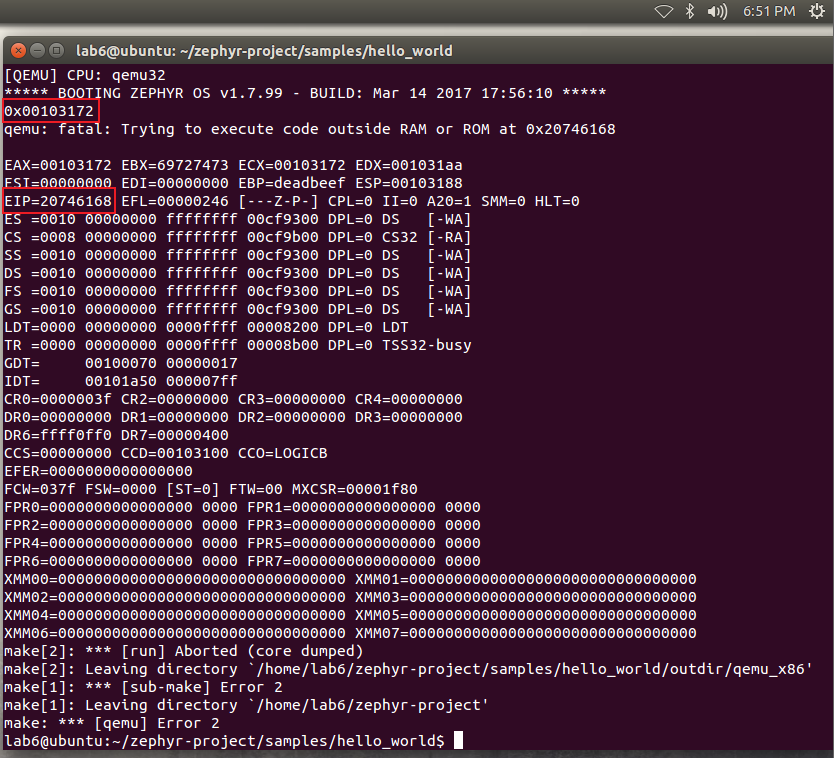 6:51 PM
lab6@ubuntu: ~/zephyr-project/samples/hello_world
[QEMU] CPU: qemu32
***** BOOTING ZEPHYR OS v1.7.99 - BUILD: Mar 14 2017 17:56:10 *****
0x00103172
qemu: fatal: Trying to execute code outside RAM or ROM at 0x20746168
EAX=00103172 EBX=69727473 ECX=00103172 EDX=001031aa
ESI=00000000 EDI=00000000 EBP=deadbeef ESP=00103188
EIP=20746168 EFL=00000246 [---Z-P-] CPL=0 II=0 A20=1 SMM=0 HLT=0
ES =0010 00000000 ffffffff 00cf9300 DPL=0 DS   [-WA]
CS =0008 00000000 ffffffff 00cf9b00 DPL=0 CS32 [-RA]
SS =0010 00000000 ffffffff 00cf9300 DPL=0 DS   [-WA]
DS =0010 00000000 ffffffff 00cf9300 DPL=0 DS   [-WA]
FS =0010 00000000 ffffffff 00cf9300 DPL=0 DS   [-WA]
GS =0010 00000000 ffffffff 00cf9300 DPL=0 DS   [-WA]
LDT=0000 00000000 0000ffff 00008200 DPL=0 LDT
TR =0000 00000000 0000ffff 00008b00 DPL=0 TSS32-busy
GDT=     00100070 00000017
IDT=     00101a50 000007ff
CR0=0000003f CR2=00000000 CR3=00000000 CR4=00000000
DR0=00000000 DR1=00000000 DR2=00000000 DR3=00000000
DR6=ffff0ff0 DR7=00000400
CCS=00000000 CCD=00103100 CCO=LOGICB
EFER=0000000000000000
FCW=037f FSW=0000 [ST=0] FTW=00 MXCSR=00001f80
FPR0=0000000000000000 0000 FPR1=0000000000000000 0000
FPR2=0000000000000000 0000 FPR3=0000000000000000 0000
FPR4=0000000000000000 0000 FPR5=0000000000000000 0000
FPR6=0000000000000000 0000 FPR7=0000000000000000 0000
XMM00=00000000000000000000000000000000 XMM01=00000000000000000000000000000000
XMM02=00000000000000000000000000000000 XMM03=00000000000000000000000000000000
XMM04=00000000000000000000000000000000 XMM05=00000000000000000000000000000000
XMM06=00000000000000000000000000000000 XMM07=00000000000000000000000000000000
make[2]: *** [run] Aborted (core dumped)
make[2]: Leaving directory `/home/lab6/zephyr-project/samples/hello_world/outdir/qemu_x86'
make[1]: *** [sub-make] Error 2
make[1]: Leaving directory `/home/lab6/zephyr-project'
make: *** [qemu] Error 2
lab6@ubuntu:~/zephyr-project/samples/hello_world$